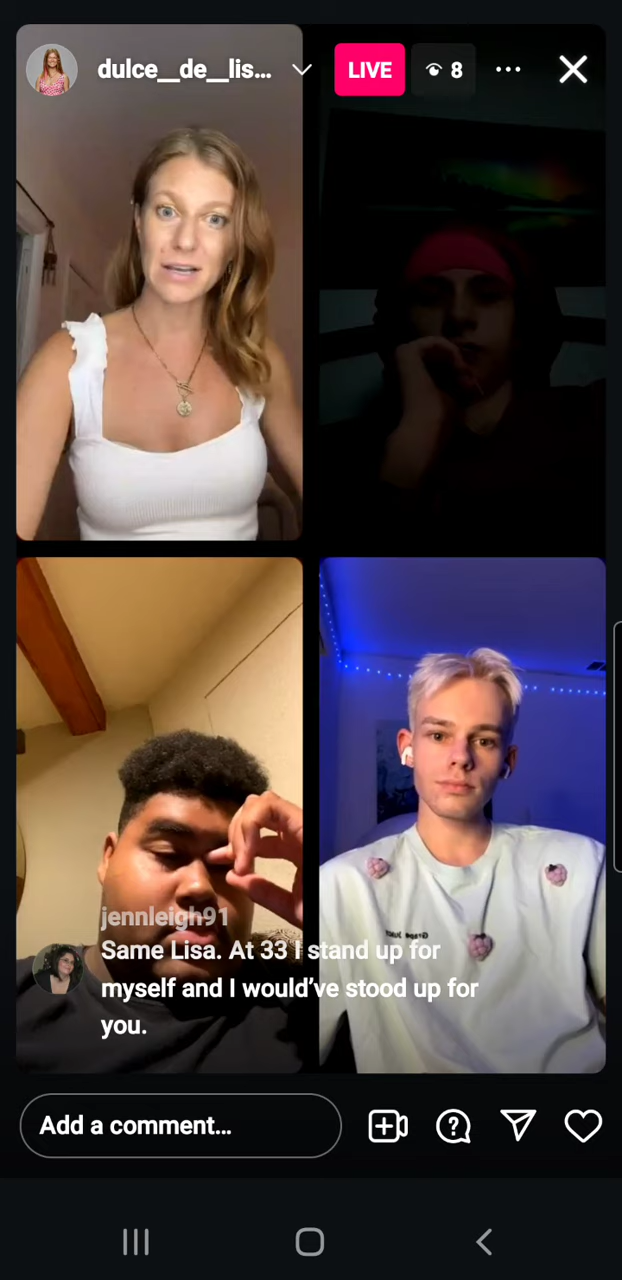 dulce__de__lis...
LIVE
8
jennleigh91
Same Lisa. At 33 I stand up for
myself and I would've stood up for
you.
Add a comment...